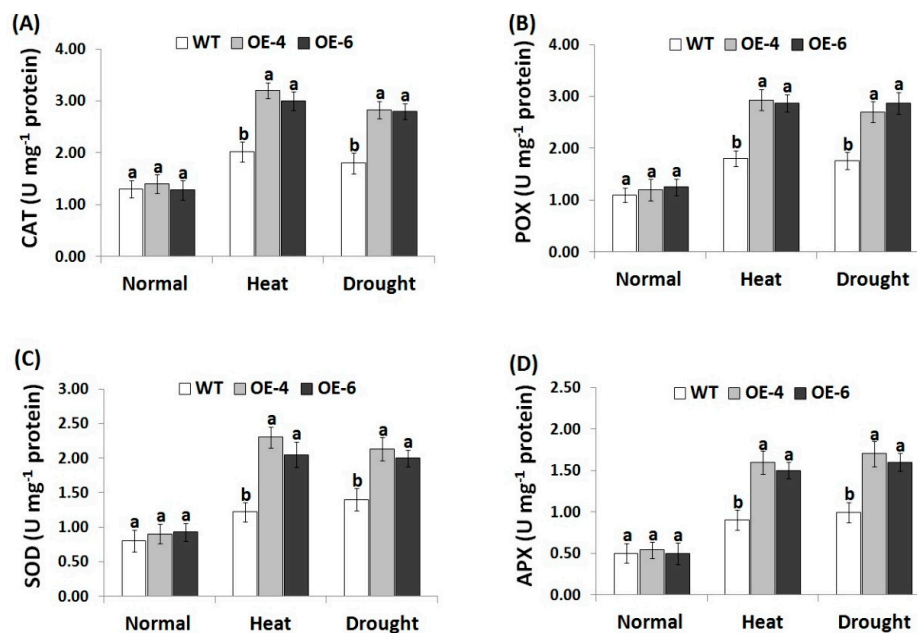 (A)
WT OE-4 OE-6
4.00
3.00
2.00
1.00
0.00
CAT (U mg-1 protein)
a a a
b a a
b a a
Normal Heat Drought
(B)
WT OE-4 OE-6
4.00
3.00
2.00
1.00
0.00
POX (U mg-1 protein)
a a a
b a a
b a a
Normal Heat Drought
(C)
WT OE-4 OE-6
3.00
2.50
2.00
1.50
1.00
0.50
0.00
SOD (U mg-1 protein)
a a a
b a a
b a a
Normal Heat Drought
(D)
WT OE-4 OE-6
2.50
2.00
1.50
1.00
0.50
0.00
APX (U mg-1 protein)
a a a
b a a
b a a
Normal Heat Drought